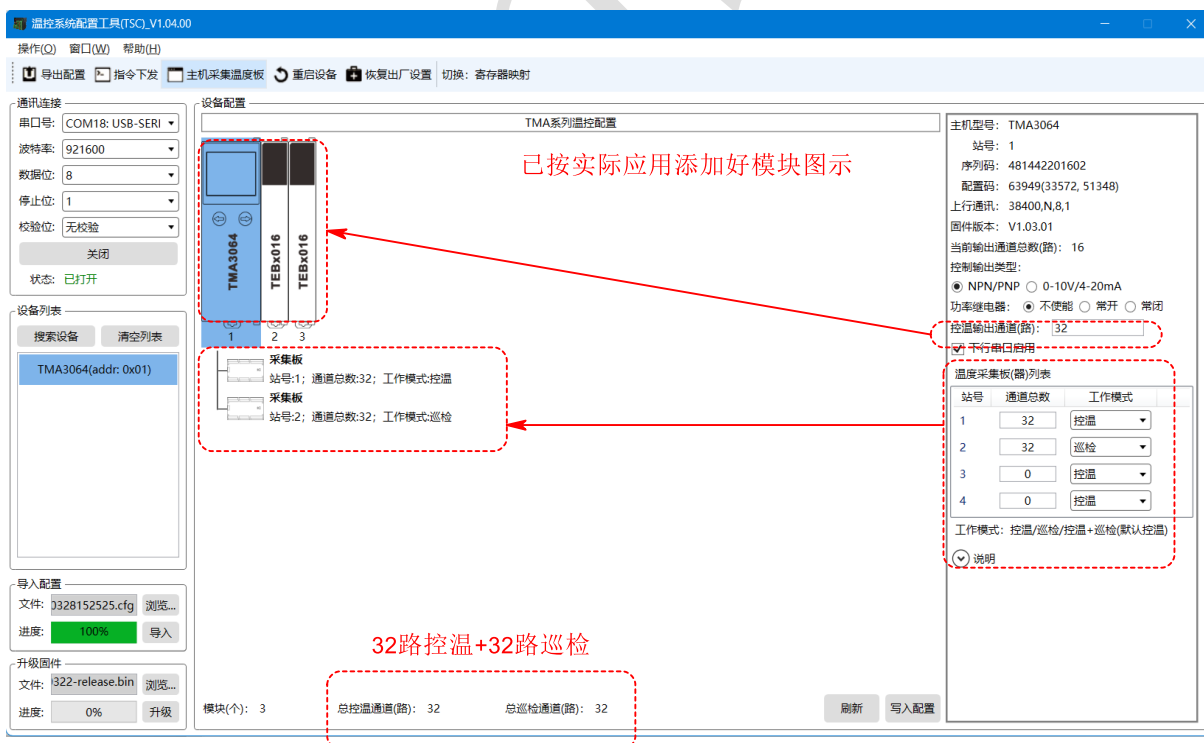 温控系统配置工具(TSC)_V1.04.00
操作(O) 窗口(W) 帮助(H)
导出配置 指令下发 主机采集温度板 重启设备 恢复出厂设置 切换：寄存器映射
通讯连接
串口号: COM18: USB-SERI
波特率: 921600
数据位: 8
停止位: 1
校验位: 无校验
关闭
状态: 已打开
设备列表
搜索设备 清空列表
TMA3064(addr: 0x01)
导入配置
文件: 0328152525.cfg 浏览...
进度: 100% 导入
升级固件
文件: 322-release.bin 浏览...
进度: 0% 升级
设备配置
TMA系列温控配置
已按实际应用添加好模块图示
TMA3064
TEBx016
TEBx016
1 2 3
采集板
站号:1；通道总数:32；工作模式:控温
采集板
站号:2；通道总数:32；工作模式:巡检
32路控温+32路巡检
模块(个)： 3 总控温通道(路)： 32 总巡检通道(路)： 32
刷新 写入配置
主机型号: TMA3064
站号: 1
序列码: 481442201602
配置码: 63949(33572, 51348)
上行通讯: 38400,N,8,1
固件版本: V1.03.01
当前输出通道总数(路)： 16
控制输出类型:
NPN/PNP 0-10V/4-20mA
功率继电器: 不使能 常开 常闭
控温输出通道(路)： 32
下行串口启用
温度采集板(器)列表
站号 通道总数 工作模式
1 32 控温
2 32 巡检
3 0 控温
4 0 控温
工作模式：控温/巡检/控温+巡检(默认控温)
说明